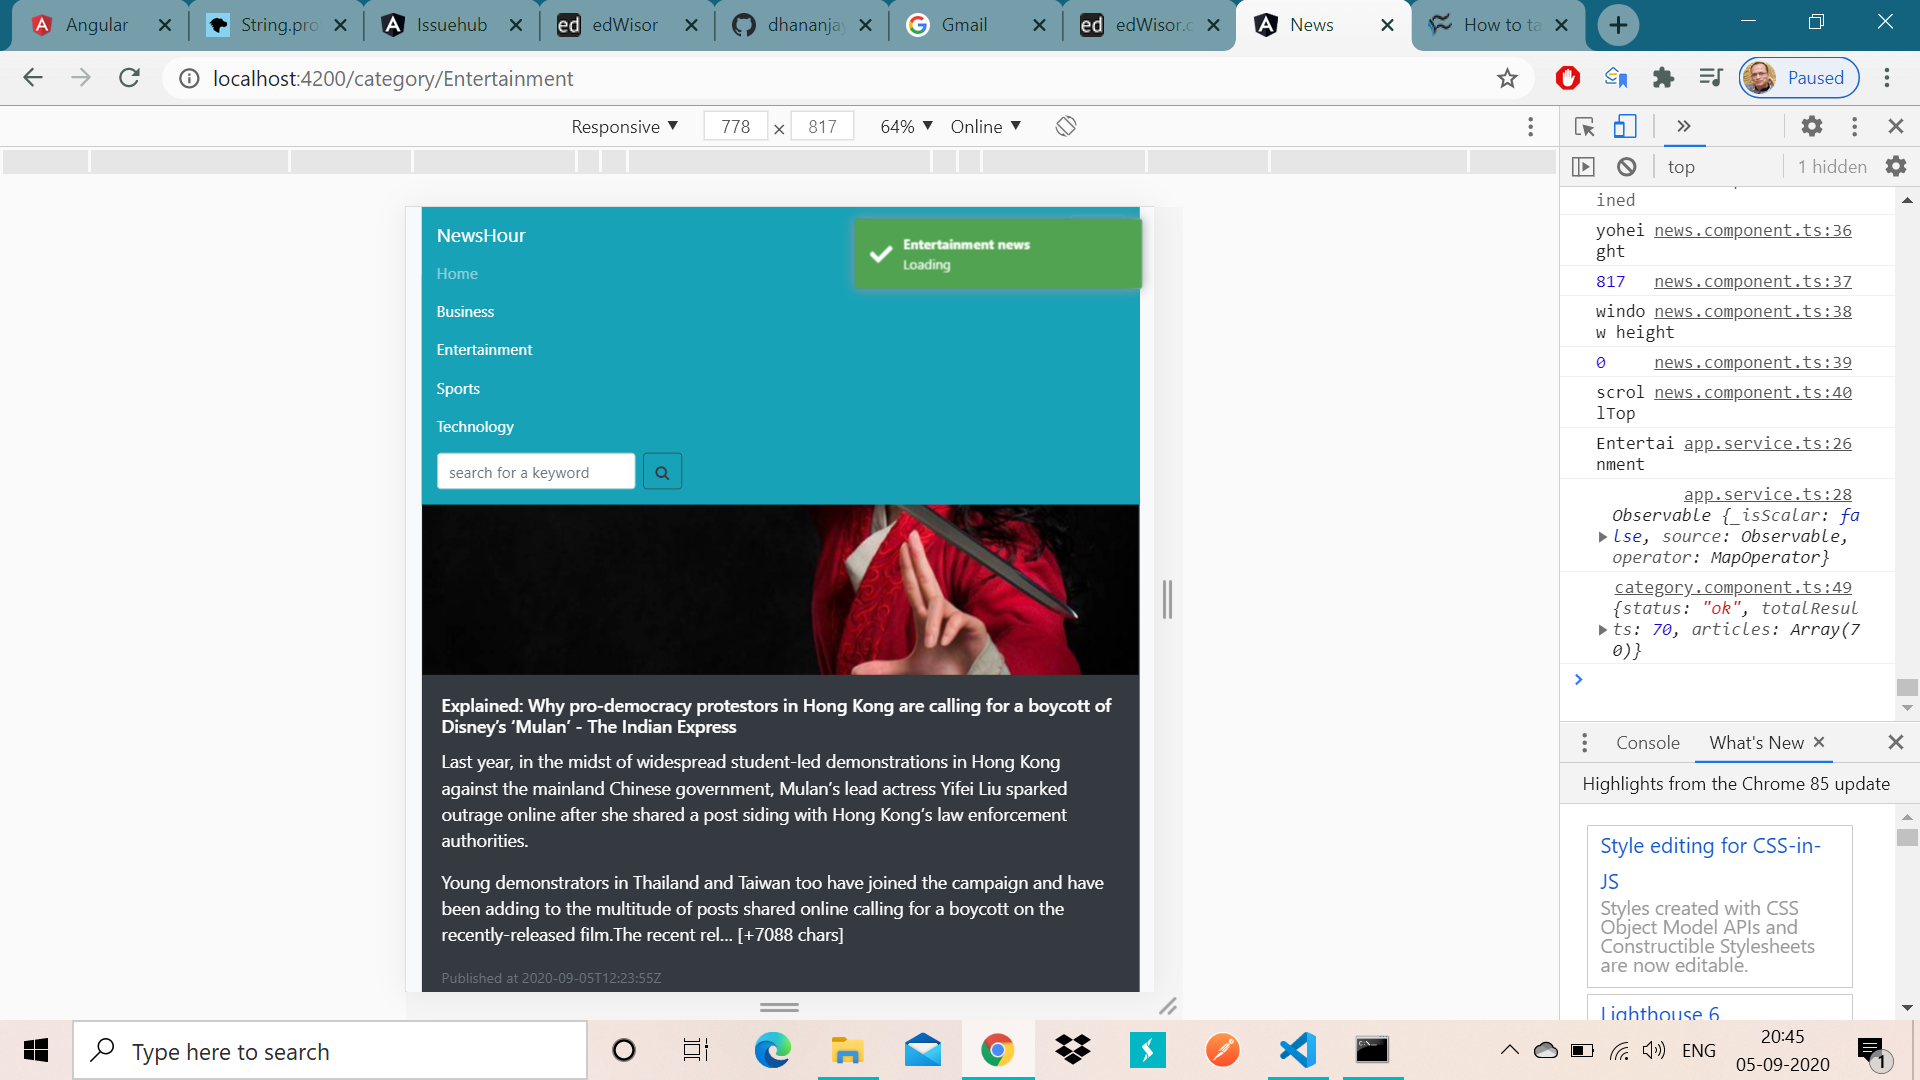 Angular
String.pro
Issuehub
edWisor
dhananjay
Gmail
edWisor.c
News
How to ta
localhost:4200/category/Entertainment
Paused
Responsive
778 × 817
64%
Online
top
1 hidden
NewsHour
Home
Business
Entertainment
Sports
Technology
search for a keyword
Entertainment news
Loading
Explained: Why pro-democracy protestors in Hong Kong are calling for a boycott of
Disney’s ‘Mulan’ - The Indian Express
Last year, in the midst of widespread student-led demonstrations in Hong Kong
against the mainland Chinese government, Mulan’s lead actress Yifei Liu sparked
outrage online after she shared a post siding with Hong Kong’s law enforcement
authorities.
Young demonstrators in Thailand and Taiwan too have joined the campaign and have
been adding to the multitude of posts shared online calling for a boycott on the
recently-released film.The recent rel... [+7088 chars]
Published at 2020-09-05T12:23:55Z
ined
yohei news.component.ts:36
ght
817 news.component.ts:37
windo news.component.ts:38
w height
0 news.component.ts:39
scrol news.component.ts:40
lTop
Entertai app.service.ts:26
nment
app.service.ts:28
Observable {_isScalar: fa
lse, source: Observable,
operator: MapOperator}
category.component.ts:49
{status: "ok", totalResul
ts: 70, articles: Array(7
0)}
Console
What's New
Highlights from the Chrome 85 update
Style editing for CSS-in-
JS
Styles created with CSS
Object Model APIs and
Constructible Stylesheets
are now editable.
Lighthouse 6
Type here to search
ENG
20:45
05-09-2020
1